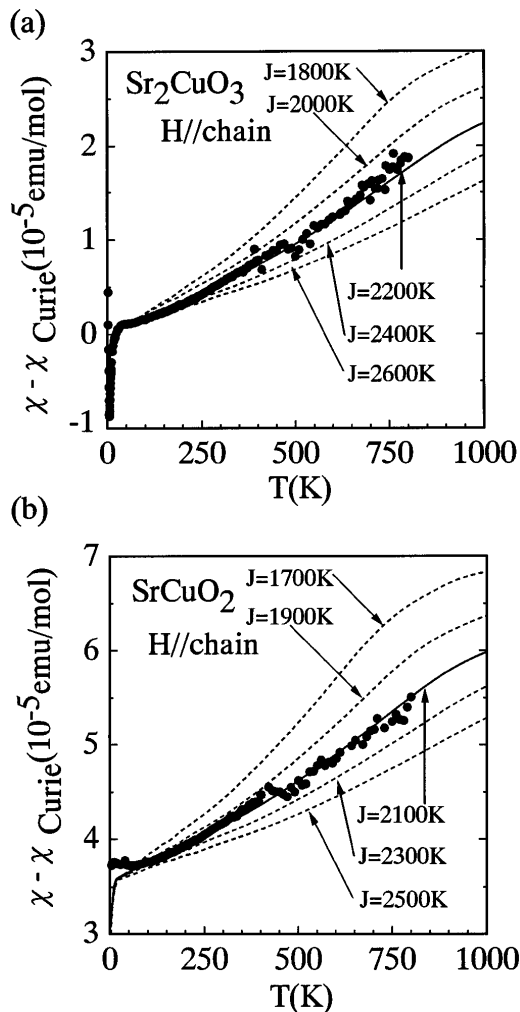 (a)
3
2
1
0
-1
χ - χ Curie(10⁻⁵emu/mol)
Sr₂CuO₃
H//chain
J=1800K
J=2000K
J=2200K
J=2400K
J=2600K
0 250 500 750 1000
T(K)
(b)
7
6
5
4
3
χ - χ Curie(10⁻⁵emu/mol)
SrCuO₂
H//chain
J=1700K
J=1900K
J=2100K
J=2300K
J=2500K
0 250 500 750 1000
T(K)